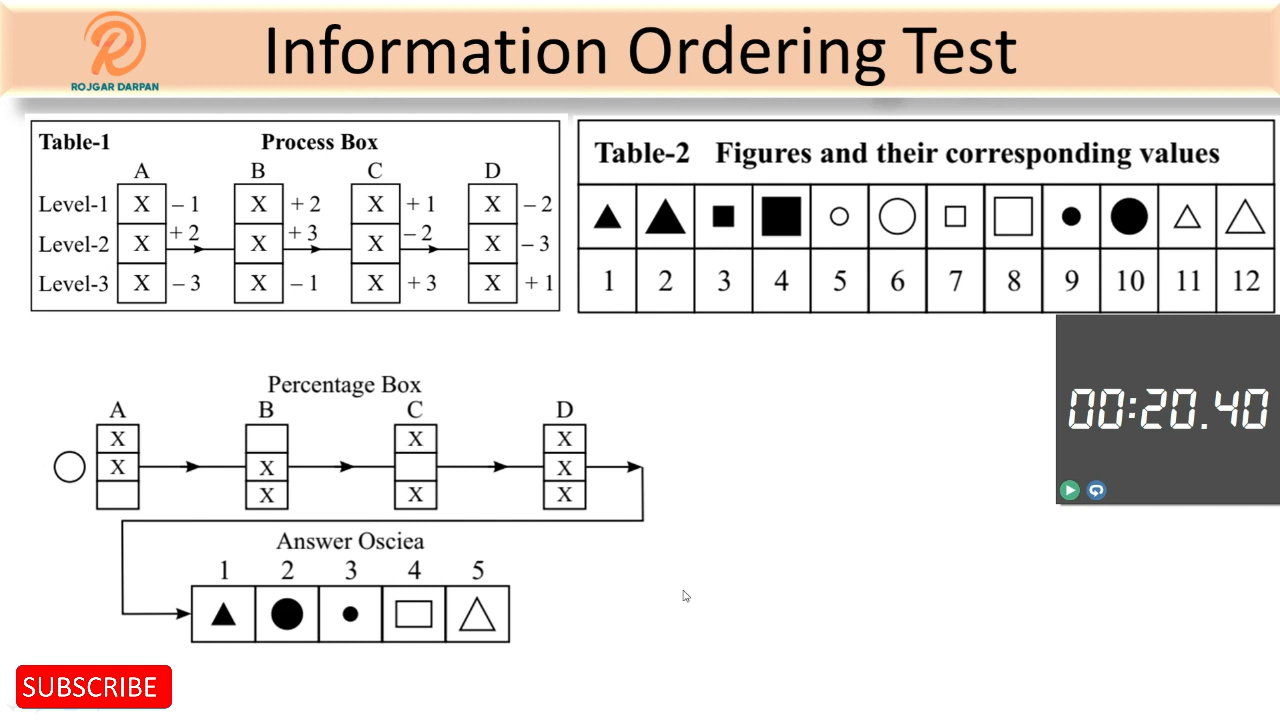 Information Ordering Test
ROJGAR DARPAN
Table-1 Process Box
A B C D
Level-1 X – 1 X + 2 X + 1 X – 2
Level-2 X + 2 X + 3 X – 2 X – 3
Level-3 X – 3 X – 1 X + 3 X + 1
Table-2 Figures and their corresponding values
1 2 3 4 5 6 7 8 9 10 11 12
00:20.40
Percentage Box
A B C D
X X X
X X X
X X X
Answer Osciea
1 2 3 4 5
SUBSCRIBE